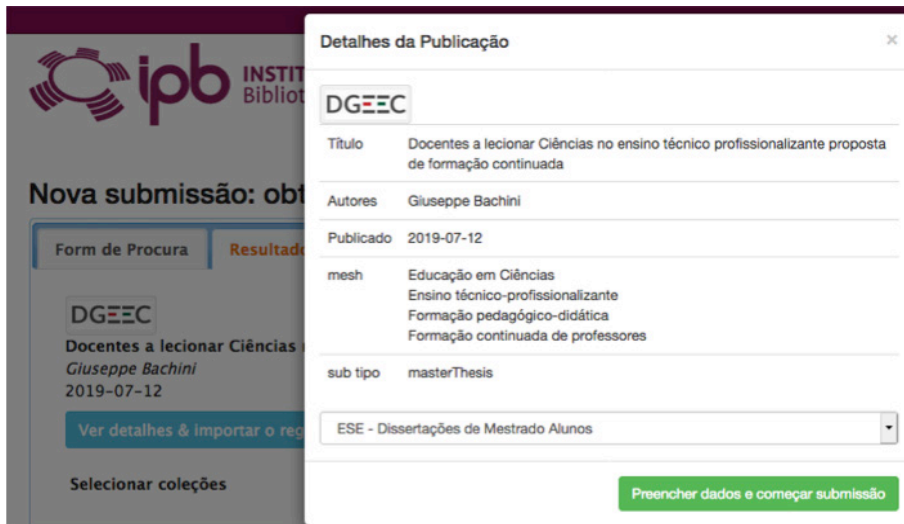 ipb INSTIT
Bibliot
Nova submissão: obt
Form de Procura
Resultado
DGEEC
Docentes a lecionar Ciências
Giuseppe Bachini
2019-07-12
Ver detalhes & importar o reg
Selecionar coleções
Detalhes da Publicação
×
DGEEC
Título Docentes a lecionar Ciências no ensino técnico profissionalizante proposta
de formação continuada
Autores Giuseppe Bachini
Publicado 2019-07-12
mesh Educação em Ciências
Ensino técnico-profissionalizante
Formação pedagógico-didática
Formação continuada de professores
sub tipo masterThesis
ESE - Dissertações de Mestrado Alunos
Preencher dados e começar submissão